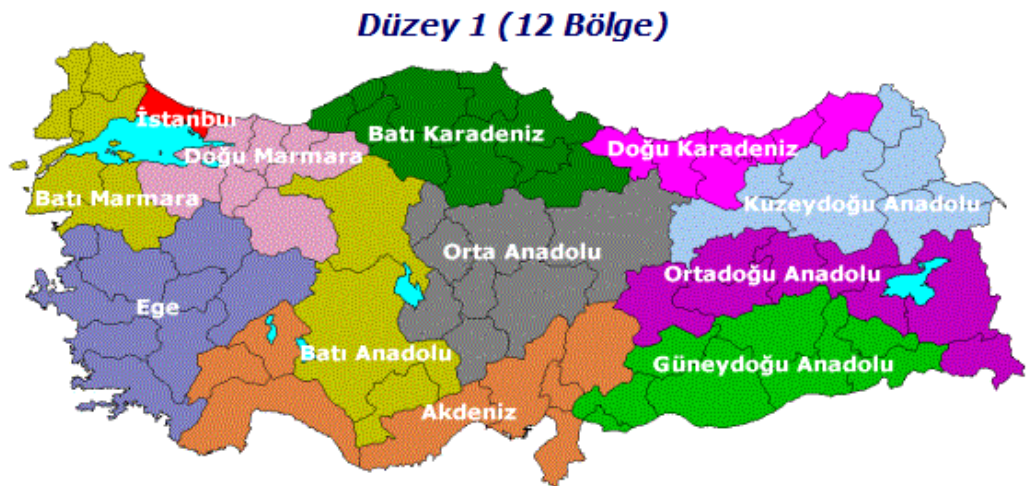 Düzey 1 (12 Bölge)
İstanbul
Batı Karadeniz
Doğu Karadeniz
Doğu Marmara
Batı Marmara
Kuzeydoğu Anadolu
Orta Anadolu
Ortadoğu Anadolu
Ege
Batı Anadolu
Güneydoğu Anadolu
Akdeniz